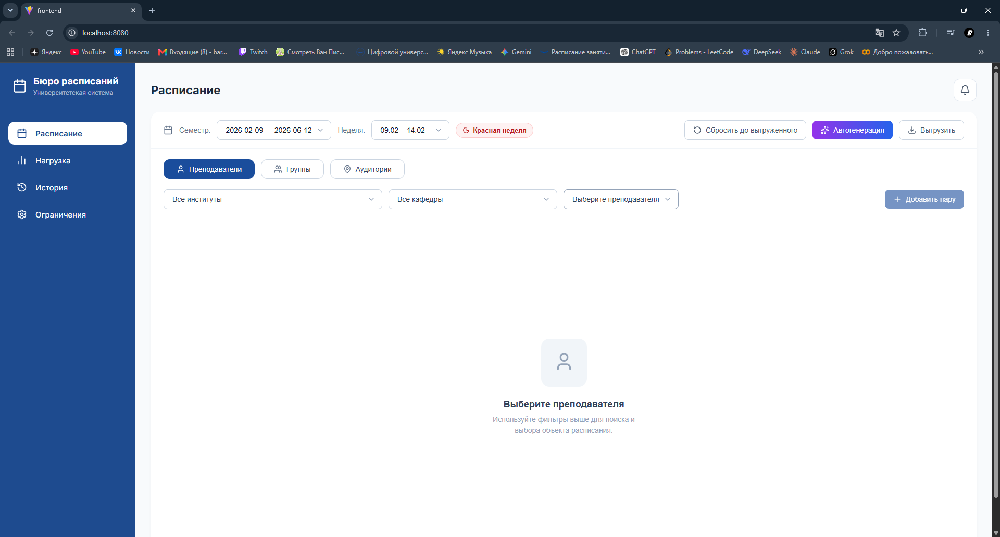 frontend
localhost:8080
Яндекс
YouTube
Новости
Входящие (8) - bar...
Twitch
Смотреть Ван Пис...
Цифровой универс...
Яндекс Музыка
Gemini
Расписание заняти...
ChatGPT
Problems - LeetCode
DeepSeek
Claude
Grok
Добро пожаловать...
Бюро расписаний
Университетская система
Расписание
Нагрузка
История
Ограничения
Расписание
Семестр: 2026-02-09 — 2026-06-12 Неделя: 09.02 – 14.02 Красная неделя
Сбросить до выгруженного
Автогенерация
Выгрузить
Преподаватели
Группы
Аудитории
Все институты
Все кафедры
Выберите преподавателя
Добавить пару
Выберите преподавателя
Используйте фильтры выше для поиска и
выбора объекта расписания.